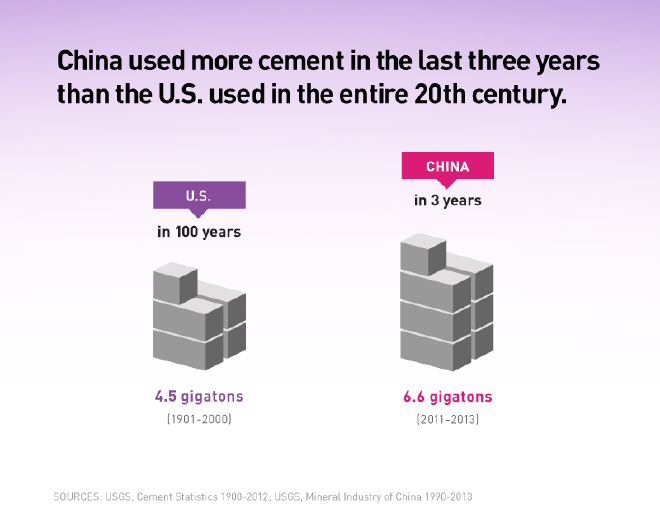 China used more cement in the last three years
than the U.S. used in the entire 20th century.
U.S.
in 100 years
4.5 gigatons
(1901-2000)
CHINA
in 3 years
6.6 gigatons
(2011-2013)
SOURCES: USGS, Cement Statistics 1900-2012; USGS, Mineral Industry of China 1990-2013